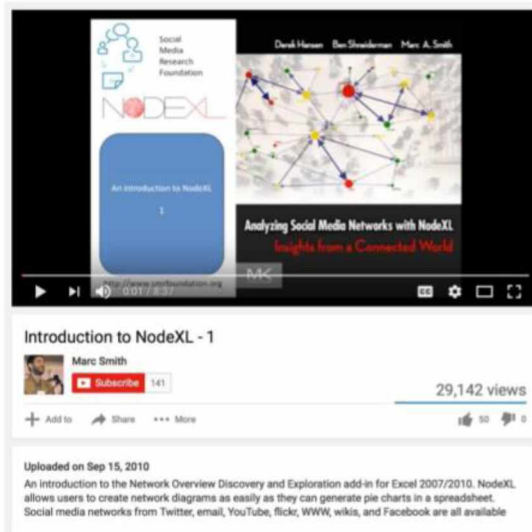 Social
Media
Research
Foundation
NODEXL
An introduction to NodeXL
1
Derek Hansen Ben Shneiderman Marc A. Smith
Analyzing Social Media Networks with NodeXL
Insights from a Connected World
MK
http://www.smrfoundation.org
0:01 / 8:37
CC
Introduction to NodeXL - 1
Marc Smith
Subscribe 141
29,142 views
Add to Share More
50 0
Uploaded on Sep 15, 2010
An introduction to the Network Overview Discovery and Exploration add-in for Excel 2007/2010. NodeXL
allows users to create network diagrams as easily as they can generate pie charts in a spreadsheet.
Social media networks from Twitter, email, YouTube, flickr, WWW, wikis, and Facebook are all available